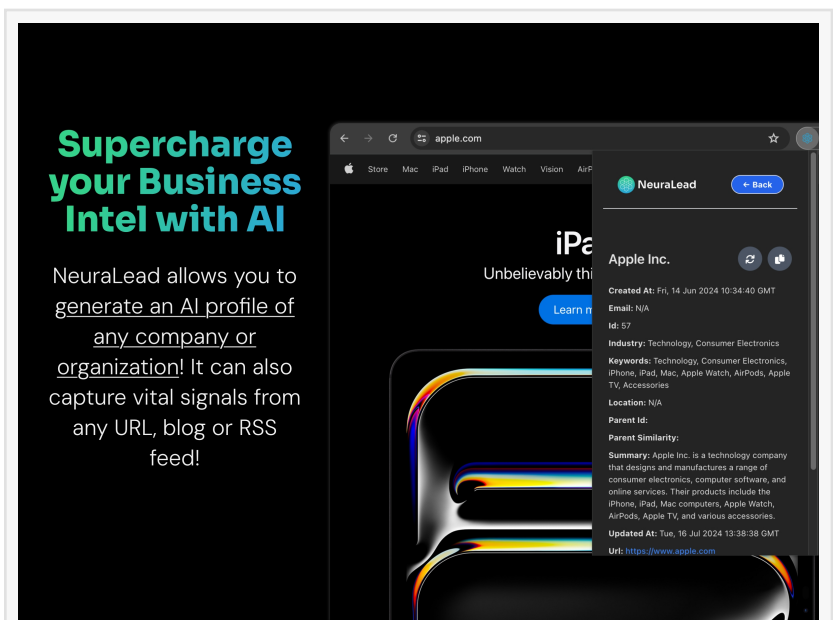 Supercharge
your Business
Intel with AI
NeuraLead allows you to
generate an AI profile of
any company or
organization! It can also
capture vital signals from
any URL, blog or RSS
feed!
apple.com
Store Mac iPad iPhone Watch Vision AirP
iPa
Unbelievably thi
Learn m
NeuraLead
← Back
Apple Inc.
Created At: Fri, 14 Jun 2024 10:34:40 GMT
Email: N/A
Id: 57
Industry: Technology, Consumer Electronics
Keywords: Technology, Consumer Electronics,
iPhone, iPad, Mac, Apple Watch, AirPods, Apple
TV, Accessories
Location: N/A
Parent Id:
Parent Similarity:
Summary: Apple Inc. is a technology company
that designs and manufactures a range of
consumer electronics, computer software, and
online services. Their products include the
iPhone, iPad, Mac computers, Apple Watch,
AirPods, Apple TV, and various accessories.
Updated At: Tue, 16 Jul 2024 13:38:38 GMT
Url: https://www.apple.com